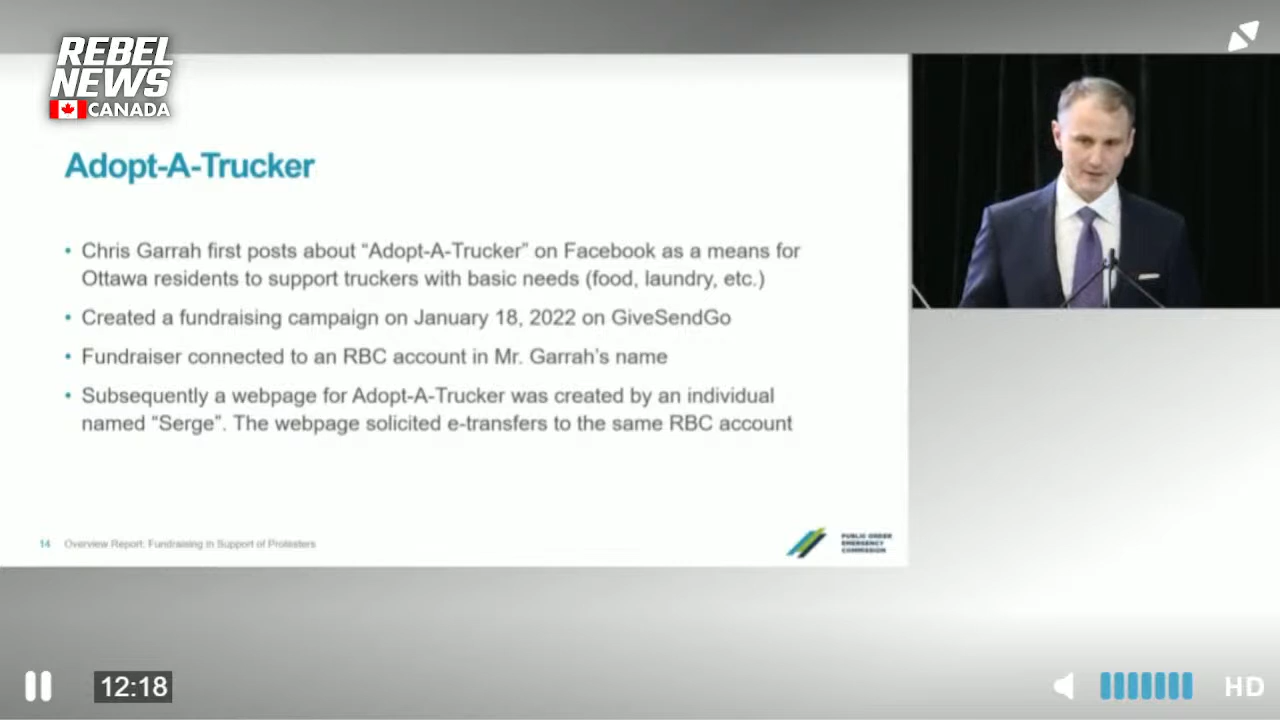 REBEL
NEWS
CANADA
Adopt-A-Trucker
• Chris Garrah first posts about “Adopt-A-Trucker” on Facebook as a means for
Ottawa residents to support truckers with basic needs (food, laundry, etc.)
• Created a fundraising campaign on January 18, 2022 on GiveSendGo
• Fundraiser connected to an RBC account in Mr. Garrah’s name
• Subsequently a webpage for Adopt-A-Trucker was created by an individual
named “Serge”. The webpage solicited e-transfers to the same RBC account
14 Overview Report: Fundraising in Support of Protesters
PUBLIC ORDER
EMERGENCY
COMMISSION
12:18
HD